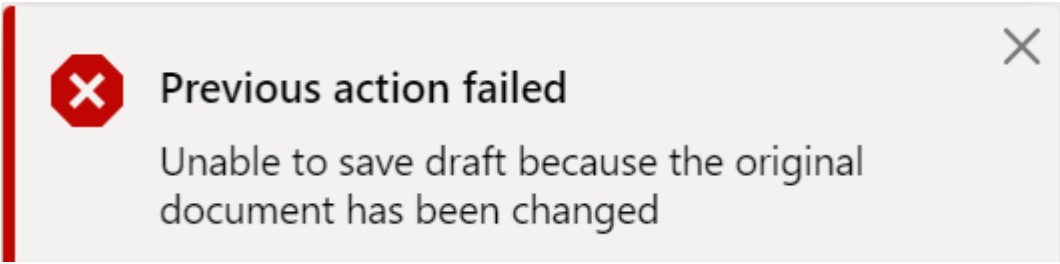 Previous action failed
Unable to save draft because the original
document has been changed